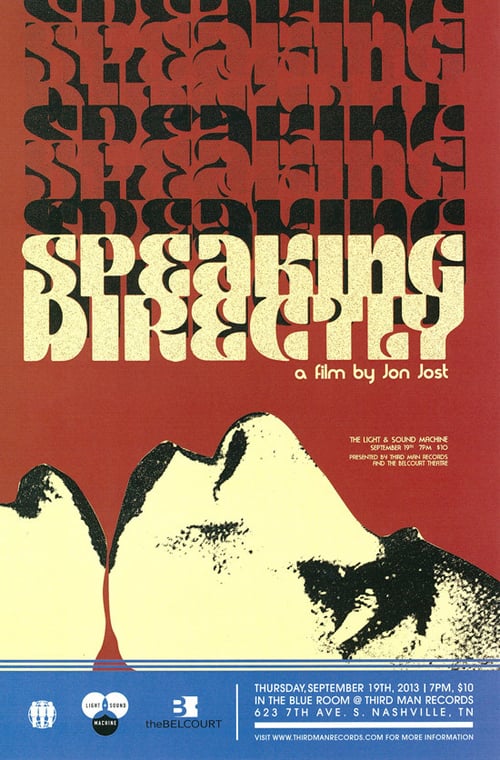 SPEAKING
SPEAKING
SPEAKING
SPEAKING
SPEAKING
SPEAKING
DIRECTLY
a film by Jon Jost
THE LIGHT & SOUND MACHINE
SEPTEMBER 19TH 7PM $10
PRESENTED BY THIRD MAN RECORDS
AND THE BELCOURT THEATRE
LIGHT + SOUND
MACHINE
B
theBELCOURT
THURSDAY, SEPTEMBER 19TH, 2013 | 7PM, $10
IN THE BLUE ROOM @ THIRD MAN RECORDS
623 7TH AVE. S. NASHVILLE, TN
VISIT WWW.THIRDMANRECORDS.COM FOR MORE INFORMATION